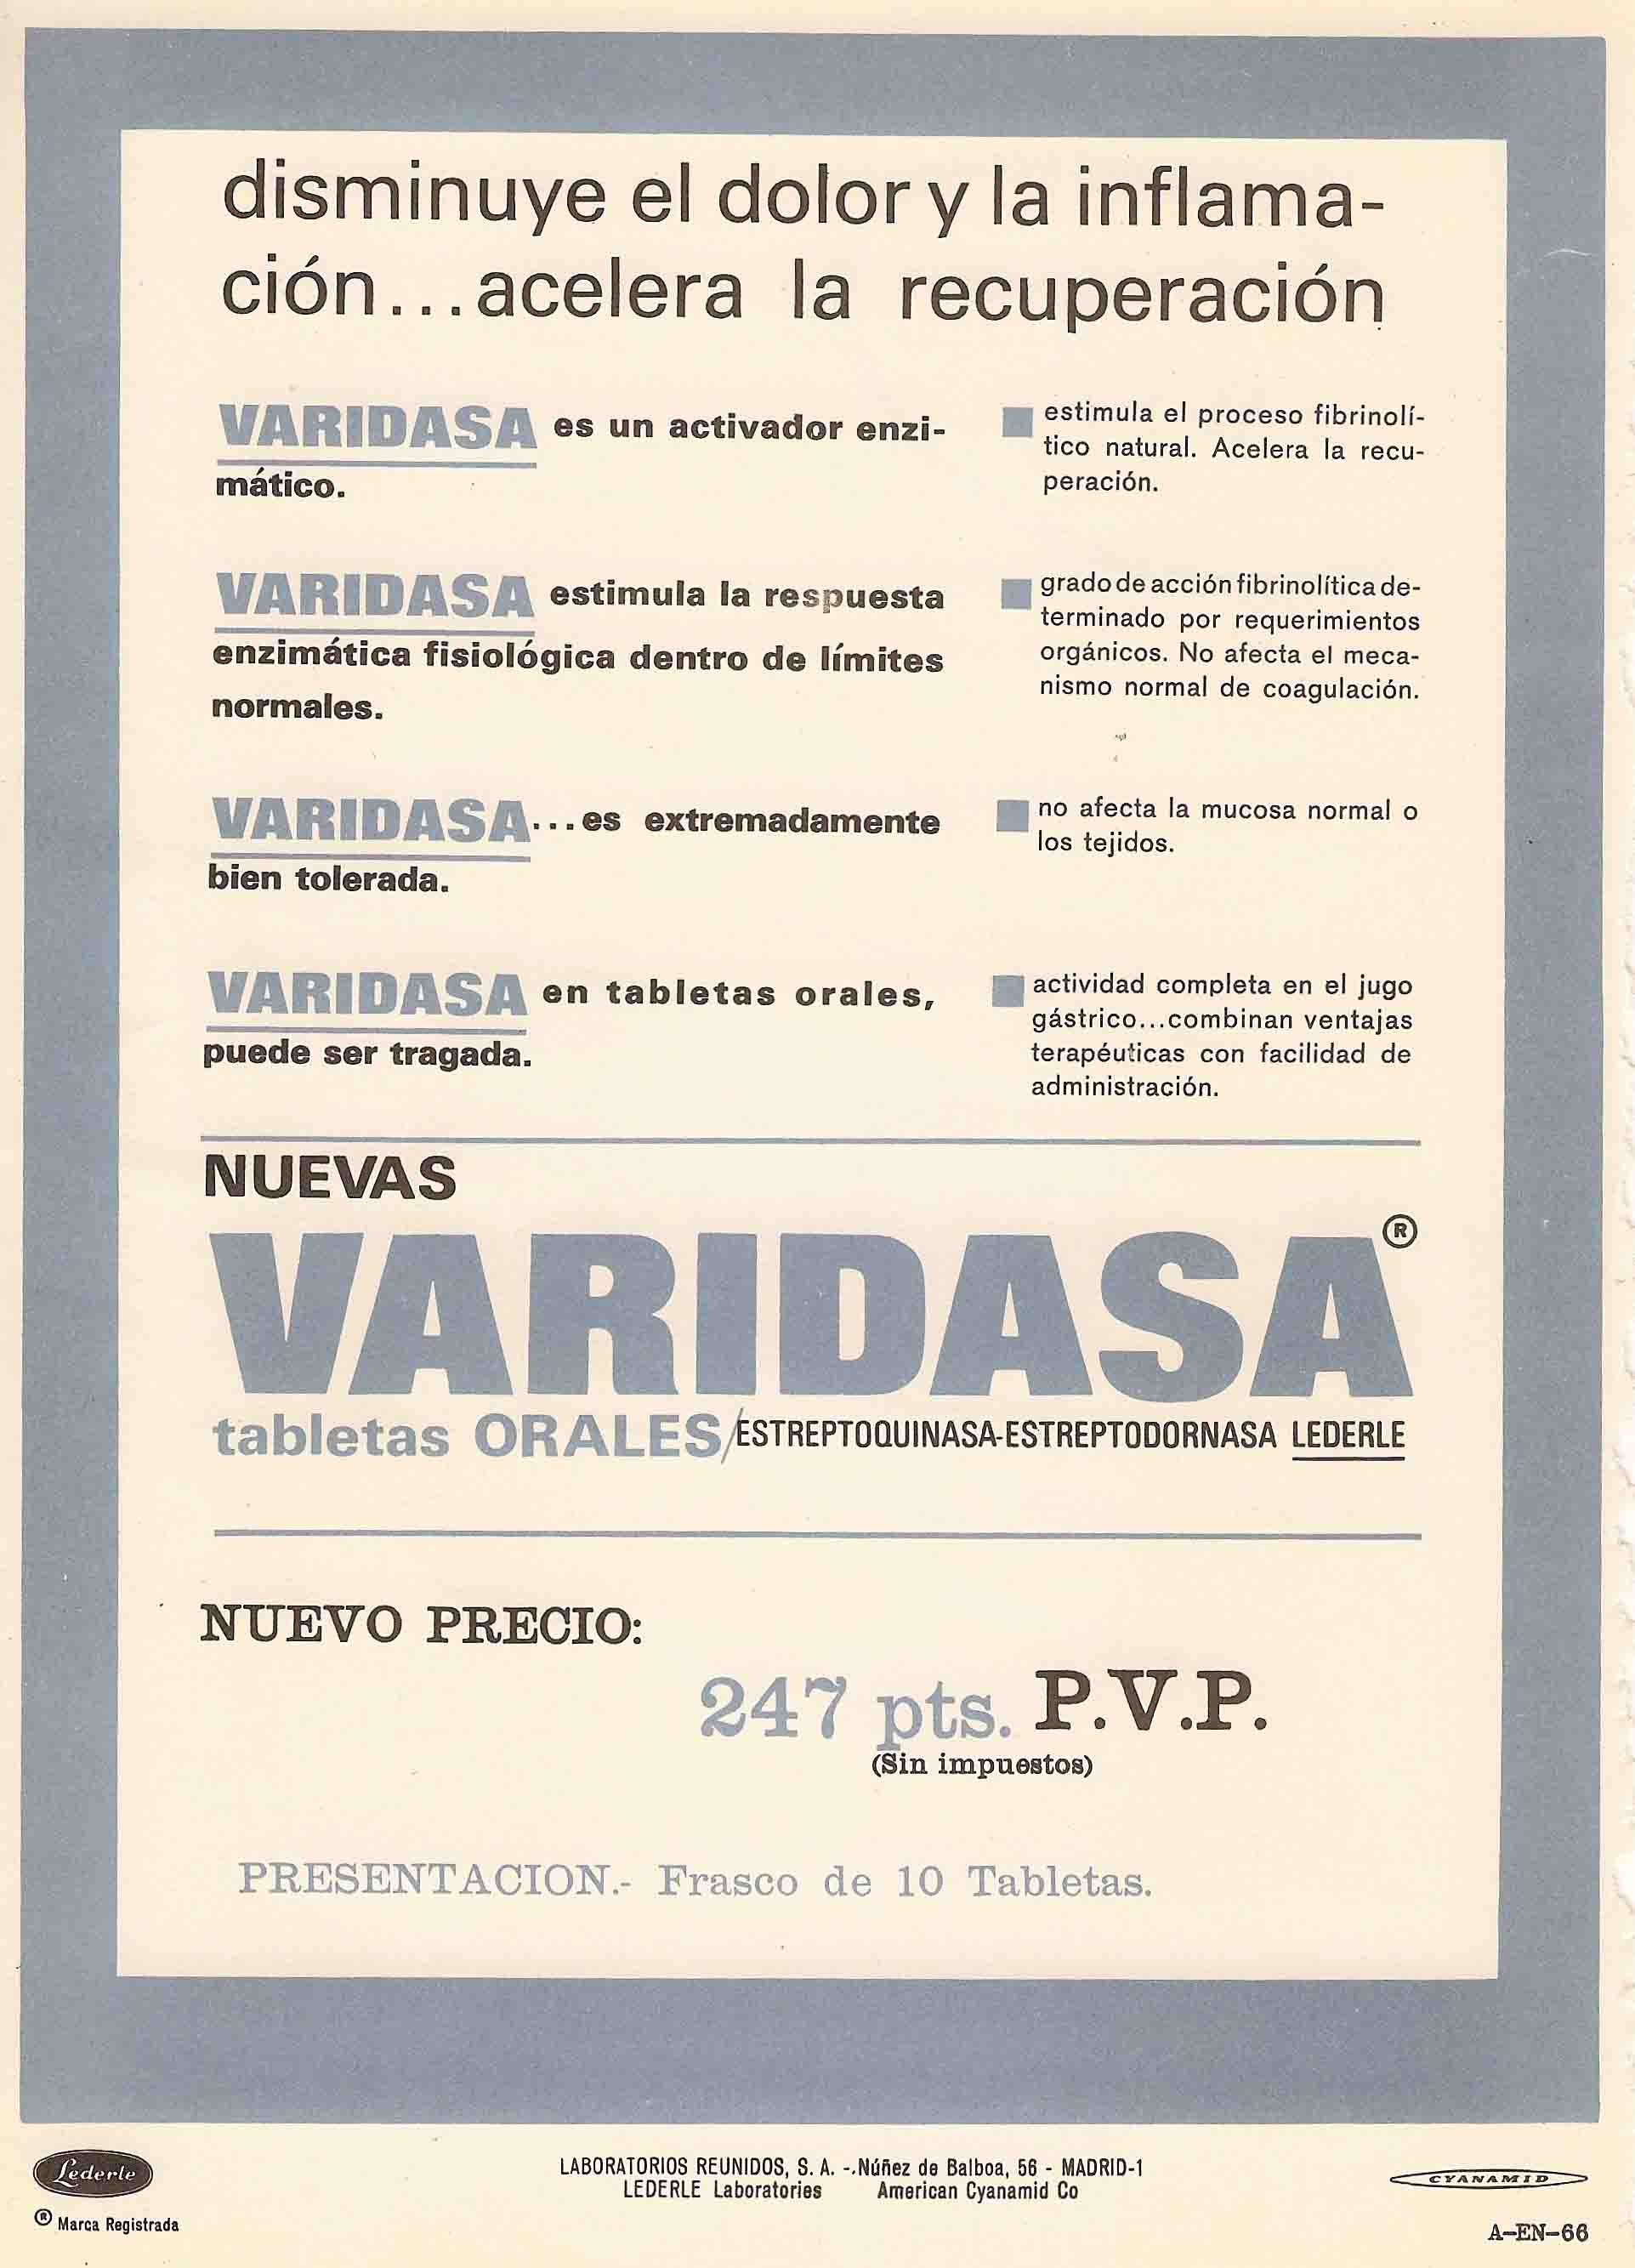 disminuye el dolor y la inflama-
ción...acelera la recuperación
VARIDASA es un activador enzi-
mático.
estimula el proceso fibrinolí-
tico natural. Acelera la recu-
peración.
VARIDASA estimula la respuesta
enzimática fisiológica dentro de límites
normales.
grado de acción fibrinolítica de-
terminado por requerimientos
orgánicos. No afecta el meca-
nismo normal de coagulación.
VARIDASA...es extremadamente
bien tolerada.
no afecta la mucosa normal o
los tejidos.
VARIDASA en tabletas orales,
puede ser tragada.
actividad completa en el jugo
gástrico...combinan ventajas
terapéuticas con facilidad de
administración.
NUEVAS
VARIDASA®
tabletas ORALES/ESTREPTOQUINASA-ESTREPTODORNASA LEDERLE
NUEVO PRECIO:
247 pts. P.V.P.
(Sin impuestos)
PRESENTACION.- Frasco de 10 Tabletas.
Lederle
® Marca Registrada
LABORATORIOS REUNIDOS, S. A. -.Núñez de Balboa, 56 - MADRID-1
LEDERLE Laboratories American Cyanamid Co
CYANAMID
A-EN-66